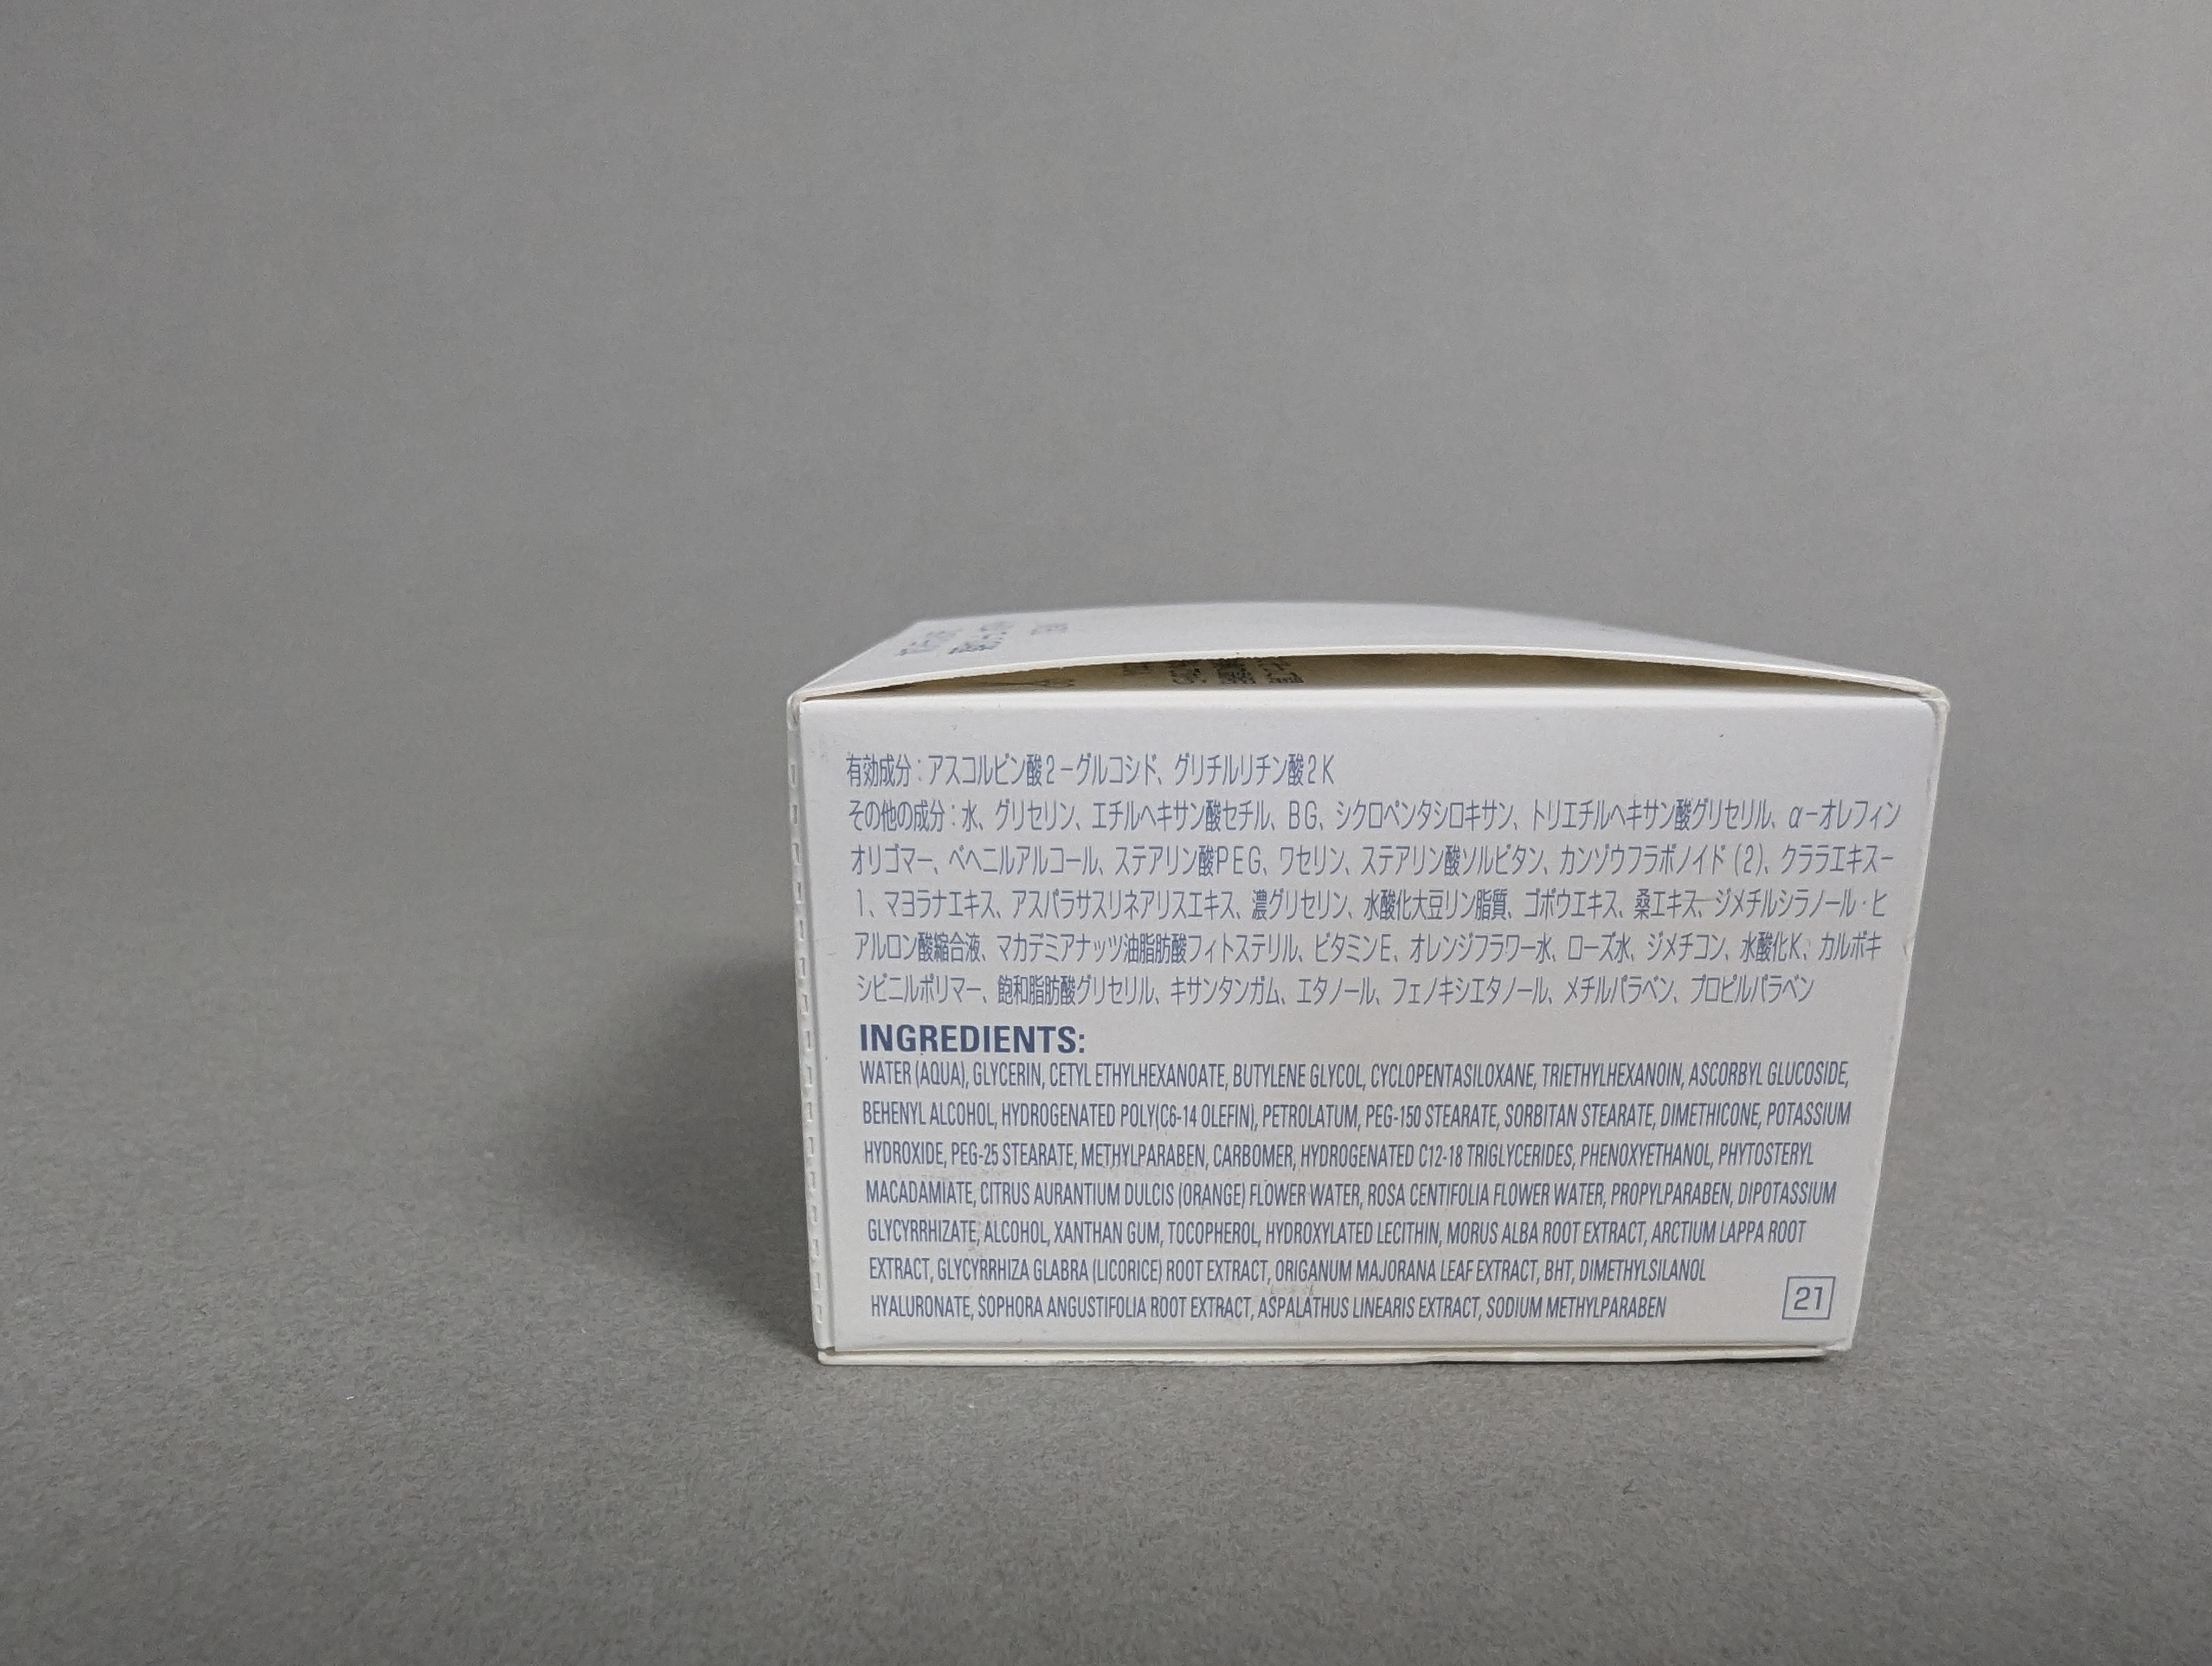 有効成分：アスコルビン酸2－グルコシド、グリチルリチン酸2K
その他の成分：水、グリセリン、エチルヘキサン酸セチル、BG、シクロペンタシロキサン、トリエチルヘキサン酸グリセリル、α－オレフィン
オリゴマー、ベヘニルアルコール、ステアリン酸PEG、ワセリン、ステアリン酸ソルビタン、カンゾウフラボノイド（2）、クララエキス－
1、マヨラナエキス、アスパラサスリネアリスエキス、濃グリセリン、水酸化大豆リン脂質、ゴボウエキス、桑エキス、ジメチルシラノール・ヒ
アルロン酸縮合液、マカデミアナッツ油脂肪酸フィトステリル、ビタミンE、オレンジフラワー水、ローズ水、ジメチコン、水酸化K、カルボキ
シビニルポリマー、飽和脂肪酸グリセリル、キサンタンガム、エタノール、フェノキシエタノール、メチルパラベン、プロピルパラベン
INGREDIENTS:
WATER (AQUA), GLYCERIN, CETYL ETHYLHEXANOATE, BUTYLENE GLYCOL, CYCLOPENTASILOXANE, TRIETHYLHEXANOIN, ASCORBYL GLUCOSIDE,
BEHENYL ALCOHOL, HYDROGENATED POLY(C6-14 OLEFIN), PETROLATUM, PEG-150 STEARATE, SORBITAN STEARATE, DIMETHICONE, POTASSIUM
HYDROXIDE, PEG-25 STEARATE, METHYLPARABEN, CARBOMER, HYDROGENATED C12-18 TRIGLYCERIDES, PHENOXYETHANOL, PHYTOSTERYL
MACADAMIATE, CITRUS AURANTIUM DULCIS (ORANGE) FLOWER WATER, ROSA CENTIFOLIA FLOWER WATER, PROPYLPARABEN, DIPOTASSIUM
GLYCYRRHIZATE, ALCOHOL, XANTHAN GUM, TOCOPHEROL, HYDROXYLATED LECITHIN, MORUS ALBA ROOT EXTRACT, ARCTIUM LAPPA ROOT
EXTRACT, GLYCYRRHIZA GLABRA (LICORICE) ROOT EXTRACT, ORIGANUM MAJORANA LEAF EXTRACT, BHT, DIMETHYLSILANOL
HYALURONATE, SOPHORA ANGUSTIFOLIA ROOT EXTRACT, ASPALATHUS LINEARIS EXTRACT, SODIUM METHYLPARABEN
21